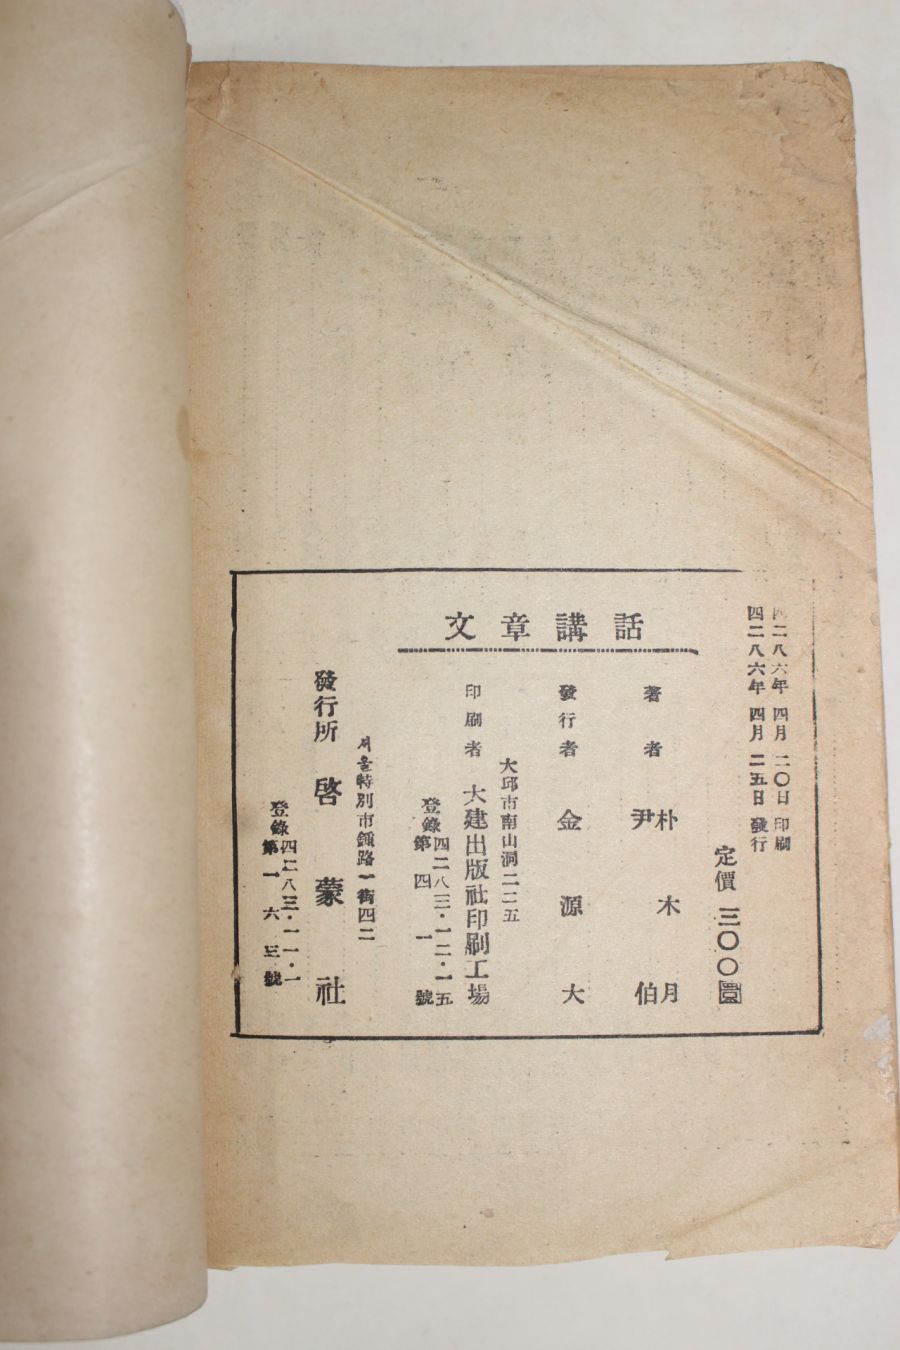 文章講話
四二八六年 四月 二〇日 印刷
四二八六年 四月 二五日 發行
定價 三〇〇圜
著者 朴木月
尹 伯
發行者 金源大
大邱市南山洞二二五
印刷者 大建出版社印刷工場
登錄四二八三・一二・一五
第四一號
서울特別市鍾路一街四二
發行所 啓蒙社
登錄四二八三・一一・一
第一六三號